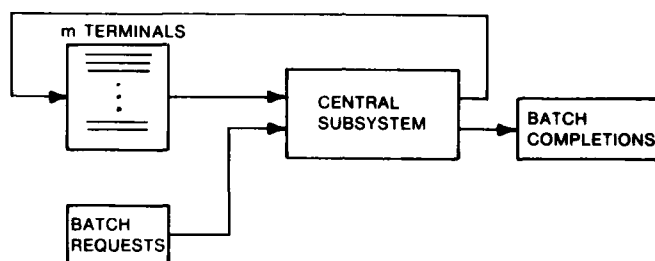 m TERMINALS
CENTRAL
SUBSYSTEM
BATCH
COMPLETIONS
BATCH
REQUESTS